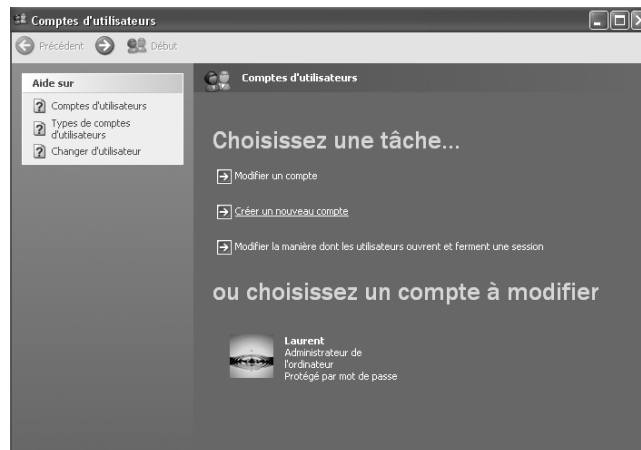 Comptes d'utilisateurs
Précédent
Début
Aide sur
Comptes d'utilisateurs
Types de comptes
d'utilisateurs
Changer d'utilisateur
Comptes d'utilisateurs
Choisissez une tâche...
Modifier un compte
Créer un nouveau compte
Modifier la manière dont les utilisateurs ouvrent et ferment une session
ou choisissez un compte à modifier
Laurent
Administrateur de
l'ordinateur
Protégé par mot de passe